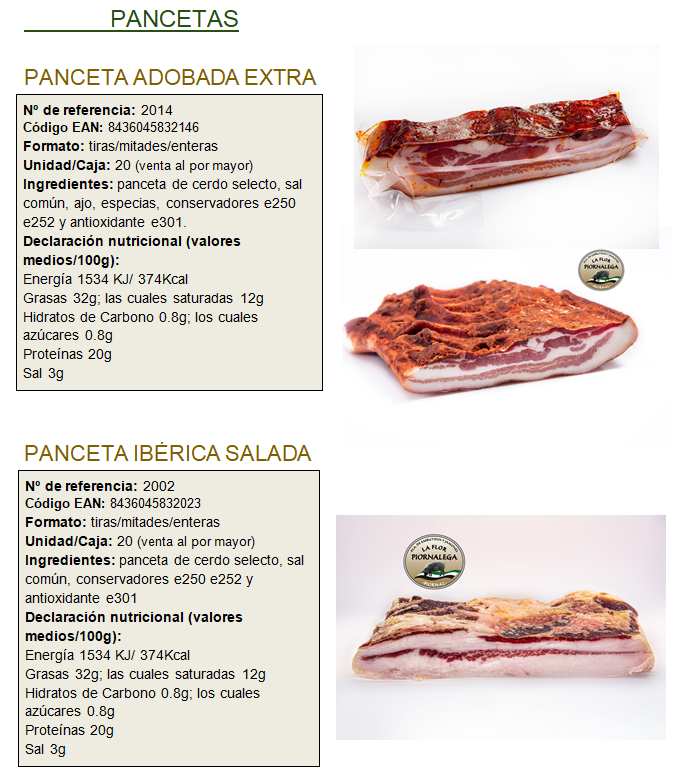 PANCETAS
PANCETA ADOBADA EXTRA
Nº de referencia: 2014
Código EAN: 8436045832146
Formato: tiras/mitades/enteras
Unidad/Caja: 20 (venta al por mayor)
Ingredientes: panceta de cerdo selecto, sal
común, ajo, especias, conservadores e250
e252 y antioxidante e301.
Declaración nutricional (valores
medios/100g):
Energía 1534 KJ/ 374Kcal
Grasas 32g; las cuales saturadas 12g
Hidratos de Carbono 0.8g; los cuales
azúcares 0.8g
Proteínas 20g
Sal 3g
LA FLOR
PIORNALEGA
PANCETA IBÉRICA SALADA
Nº de referencia: 2002
Código EAN: 8436045832023
Formato: tiras/mitades/enteras
Unidad/Caja: 20 (venta al por mayor)
Ingredientes: panceta de cerdo selecto, sal
común, conservadores e250 e252 y
antioxidante e301
Declaración nutricional (valores
medios/100g):
Energía 1534 KJ/ 374Kcal
Grasas 32g; las cuales saturadas 12g
Hidratos de Carbono 0.8g; los cuales
azúcares 0.8g
Proteínas 20g
Sal 3g
LA FLOR
PIORNALEGA
PIORNAL